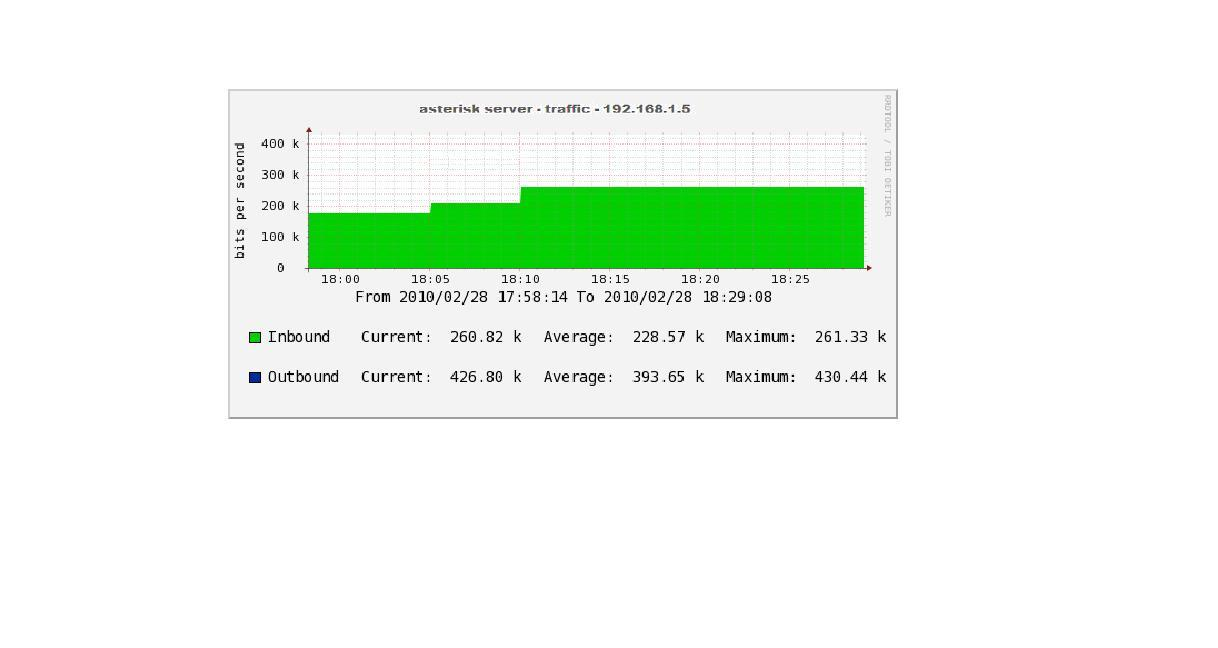 asterisk server - traffic - 192.168.1.5
RRDTOOL / TOBI OETIKER
bits per second
400 k
300 k
200 k
100 k
0
18:00 18:05 18:10 18:15 18:20 18:25
From 2010/02/28 17:58:14 To 2010/02/28 18:29:08
Inbound Current: 260.82 k Average: 228.57 k Maximum: 261.33 k
Outbound Current: 426.80 k Average: 393.65 k Maximum: 430.44 k